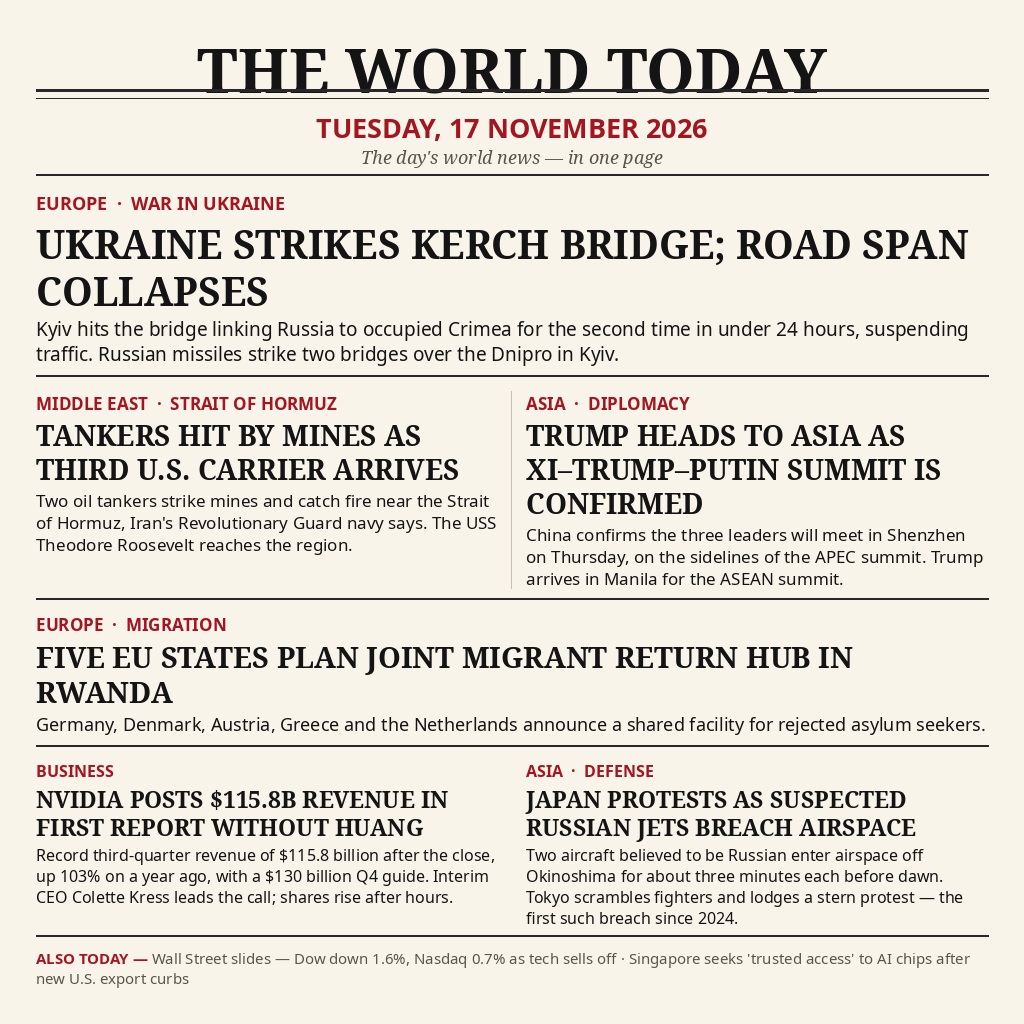 THE WORLD TODAY
TUESDAY, 17 NOVEMBER 2026
The day's world news — in one page
EUROPE · WAR IN UKRAINE
UKRAINE STRIKES KERCH BRIDGE; ROAD SPAN
COLLAPSES
Kyiv hits the bridge linking Russia to occupied Crimea for the second time in under 24 hours, suspending
traffic. Russian missiles strike two bridges over the Dnipro in Kyiv.
MIDDLE EAST · STRAIT OF HORMUZ
TANKERS HIT BY MINES AS
THIRD U.S. CARRIER ARRIVES
Two oil tankers strike mines and catch fire near the Strait
of Hormuz, Iran's Revolutionary Guard navy says. The USS
Theodore Roosevelt reaches the region.
ASIA · DIPLOMACY
TRUMP HEADS TO ASIA AS
XI–TRUMP–PUTIN SUMMIT IS
CONFIRMED
China confirms the three leaders will meet in Shenzhen
on Thursday, on the sidelines of the APEC summit. Trump
arrives in Manila for the ASEAN summit.
EUROPE · MIGRATION
FIVE EU STATES PLAN JOINT MIGRANT RETURN HUB IN
RWANDA
Germany, Denmark, Austria, Greece and the Netherlands announce a shared facility for rejected asylum seekers.
BUSINESS
NVIDIA POSTS $115.8B REVENUE IN
FIRST REPORT WITHOUT HUANG
Record third-quarter revenue of $115.8 billion after the close,
up 103% on a year ago, with a $130 billion Q4 guide. Interim
CEO Colette Kress leads the call; shares rise after hours.
ASIA · DEFENSE
JAPAN PROTESTS AS SUSPECTED
RUSSIAN JETS BREACH AIRSPACE
Two aircraft believed to be Russian enter airspace off
Okinoshima for about three minutes each before dawn.
Tokyo scrambles fighters and lodges a stern protest — the
first such breach since 2024.
ALSO TODAY — Wall Street slides — Dow down 1.6%, Nasdaq 0.7% as tech sells off · Singapore seeks 'trusted access' to AI chips after
new U.S. export curbs